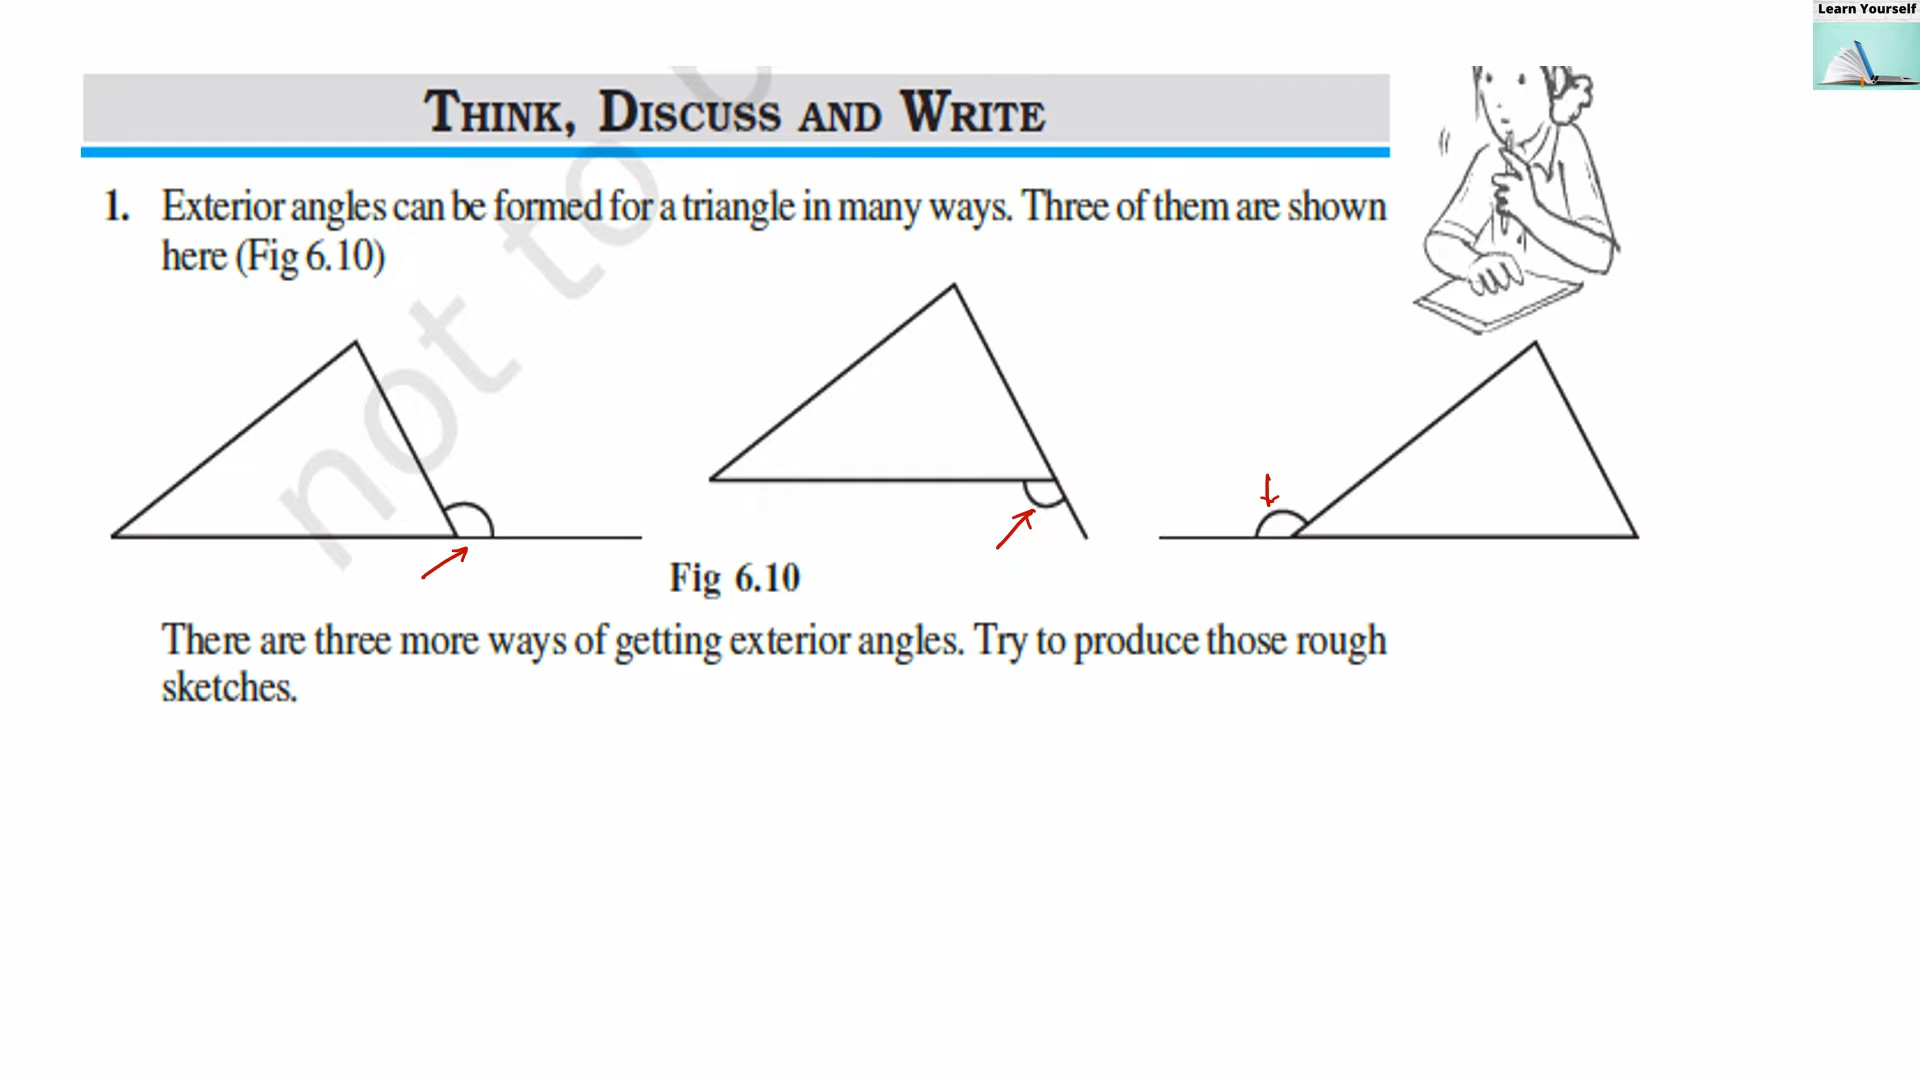 Learn Yourself
THINK, DISCUSS AND WRITE
1. Exterior angles can be formed for a triangle in many ways. Three of them are shown
here (Fig 6.10)
Fig 6.10
There are three more ways of getting exterior angles. Try to produce those rough
sketches.
not to b